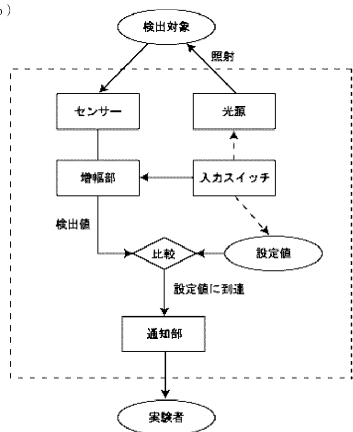 b）
検出対象
照射
センサー
光源
増幅部
入力スイッチ
検出値
比較
設定値
設定値に到達
通知部
実験者